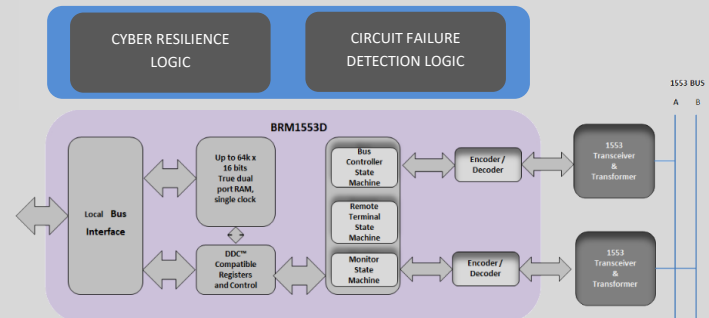 CYBER RESILIENCE
LOGIC
CIRCUIT FAILURE
DETECTION LOGIC
1553 BUS
A B
BRM1553D
Local Bus
Interface
Up to 64k x
16 bits
True dual
port RAM,
single clock
DDC™
Compatible
Registers
and Control
Bus
Controller
State
Machine
Remote
Terminal
State
Machine
Monitor
State
Machine
Encoder/
Decoder
Encoder/
Decoder
1553
Transceiver
&
Transformer
1553
Transceiver
&
Transformer